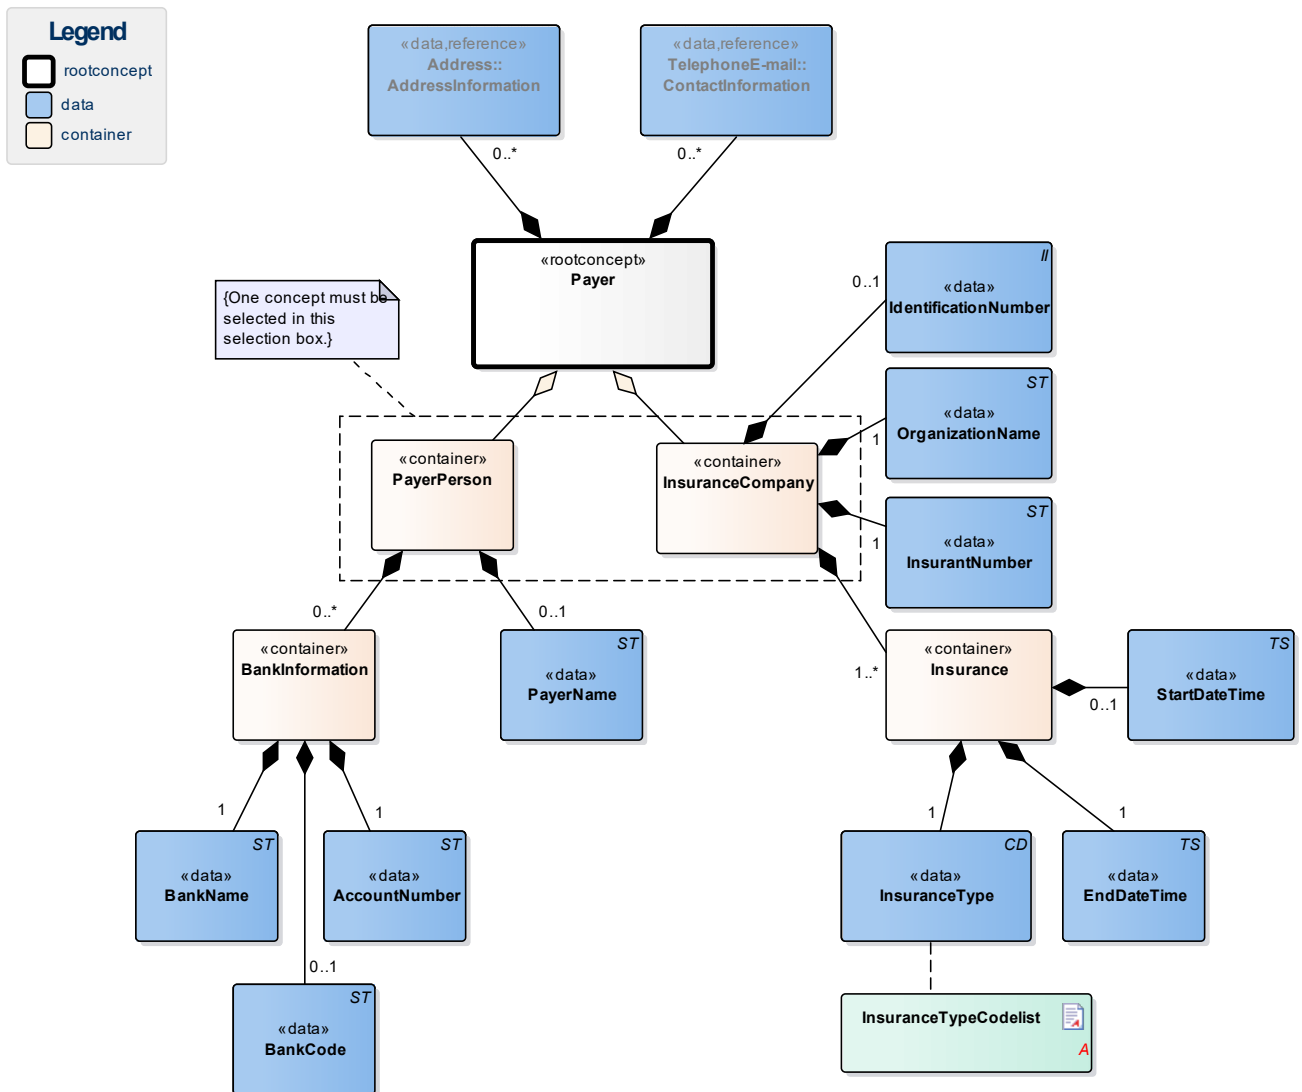 Legend
rootconcept
data
container
«data,reference»
Address::
AddressInformation
«data,reference»
TelephoneE-mail::
ContactInformation
0..*
0..*
«rootconcept»
Payer
{One concept must be
selected in this
selection box.}
II
«data»
IdentificationNumber
0..1
ST
«data»
OrganizationName
1
«container»
PayerPerson
«container»
InsuranceCompany
ST
«data»
InsurantNumber
1
0..*
0..1
1..*
«container»
BankInformation
ST
«data»
PayerName
«container»
Insurance
TS
«data»
StartDateTime
0..1
1
1
1
1
ST
«data»
BankName
ST
«data»
AccountNumber
CD
«data»
InsuranceType
TS
«data»
EndDateTime
0..1
ST
«data»
BankCode
InsuranceTypeCodelist
A